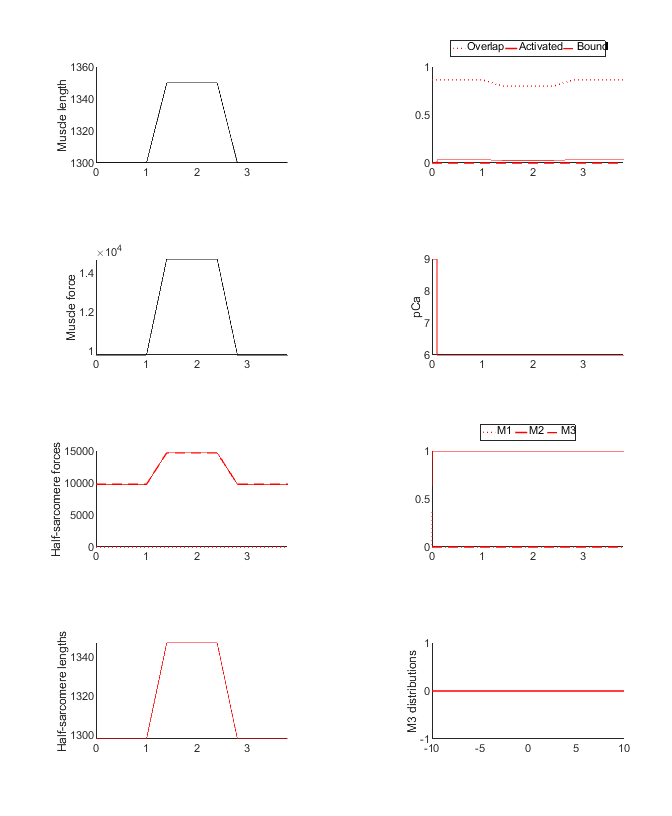 Muscle length
1360
1340
1320
1300
0 1 2 3
Overlap Activated Bound
1
0.5
0
0 1 2 3
Muscle force
×10^4
1.4
1.2
1
0 1 2 3
pCa
9
8
7
6
0 1 2 3
Half-sarcomere forces
15000
10000
5000
0
0 1 2 3
M1 M2 M3
1
0.5
0
0 1 2 3
Half-sarcomere lengths
1340
1320
1300
0 1 2 3
M3 distributions
1
0
-1
-10 -5 0 5 10